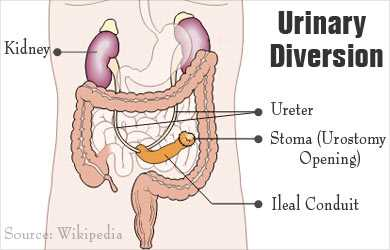 Urinary
Diversion
Kidney
Ureter
Stoma (Urostomy
Opening)
Ileal Conduit
Source: Wikipedia